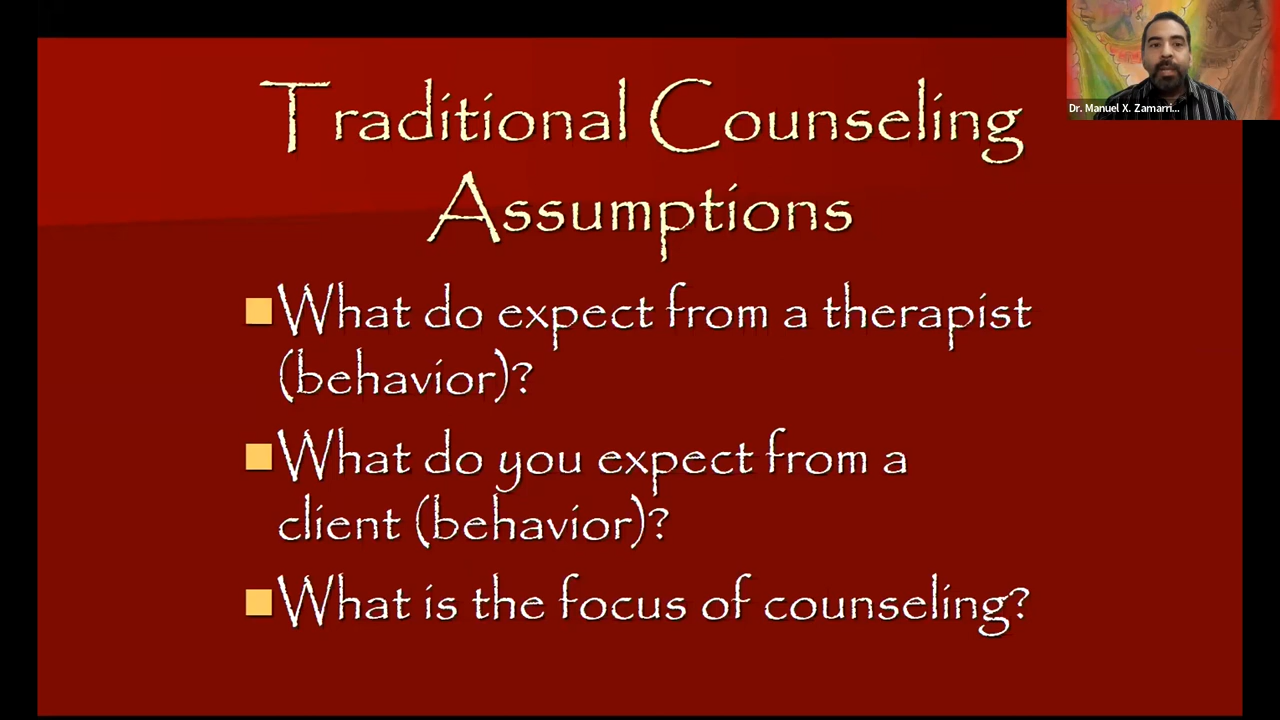 Traditional Counseling
Assumptions
What do expect from a therapist
(behavior)?
What do you expect from a
client (behavior)?
What is the focus of counseling?
Dr. Manuel X. Zamarri...